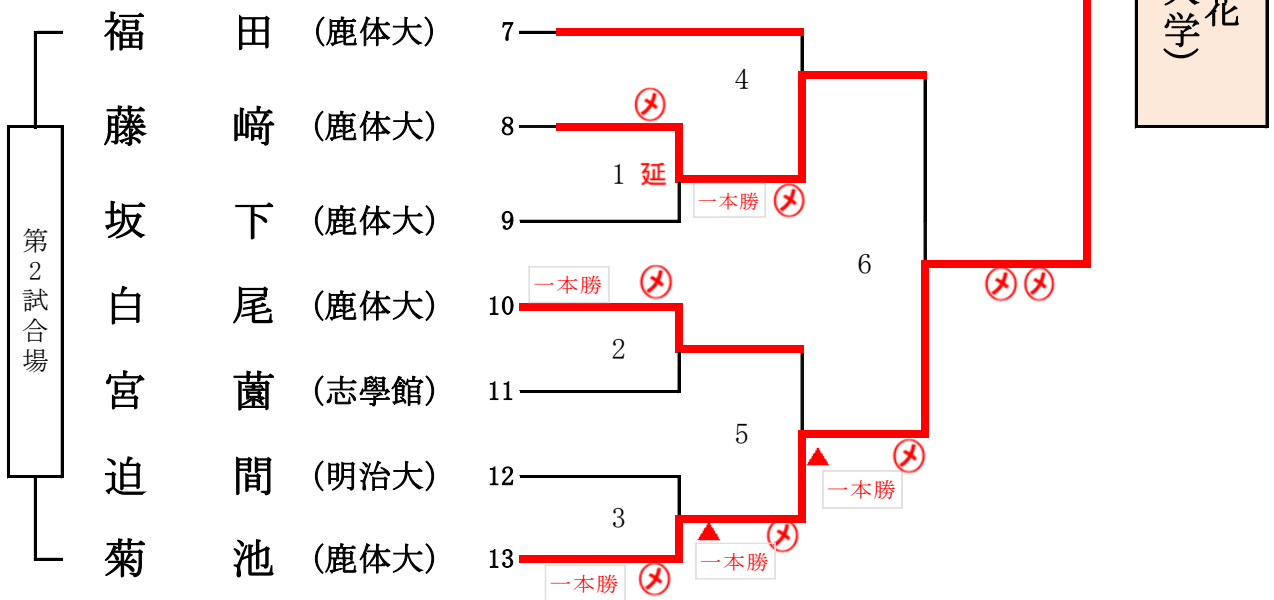 花
大学)
福田 (鹿体大) 7
4
メ
藤﨑 (鹿体大) 8
1 延
一本勝 メ
坂下 (鹿体大) 9
第2試合場
6
メ メ
一本勝 メ
白尾 (鹿体大) 10
2
宮薗 (志學館) 11
5
メ
▲
一本勝
迫間 (明治大) 12
3
▲ メ
一本勝
菊池 (鹿体大) 13
一本勝 メ